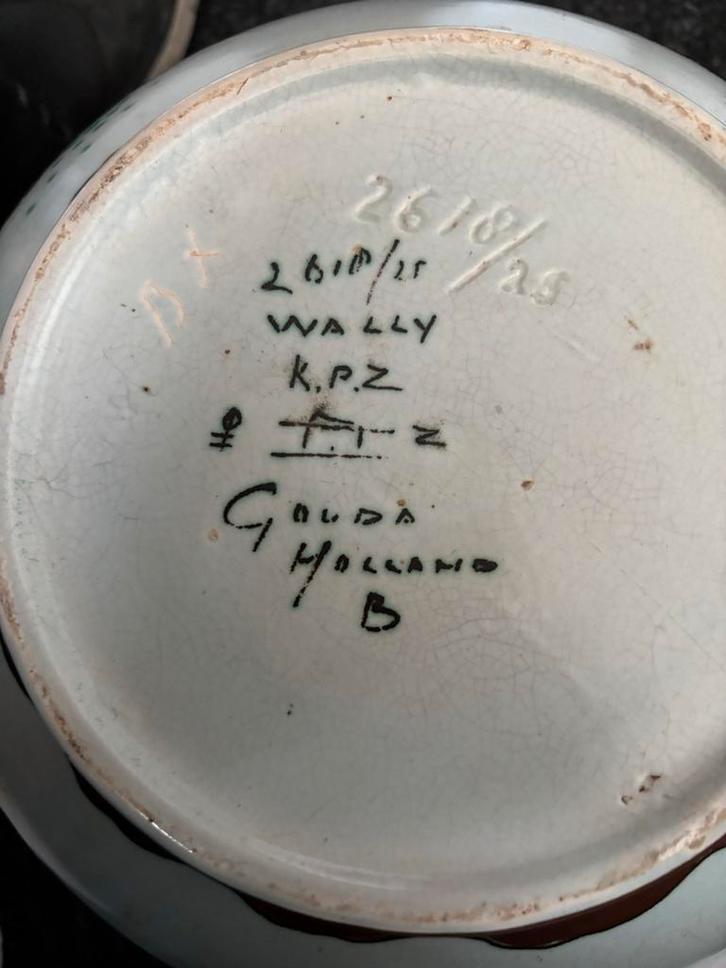 2618/25
B X
2618/25
WALLY
K.P.Z
Z
GOUDA
HOLLAND
B